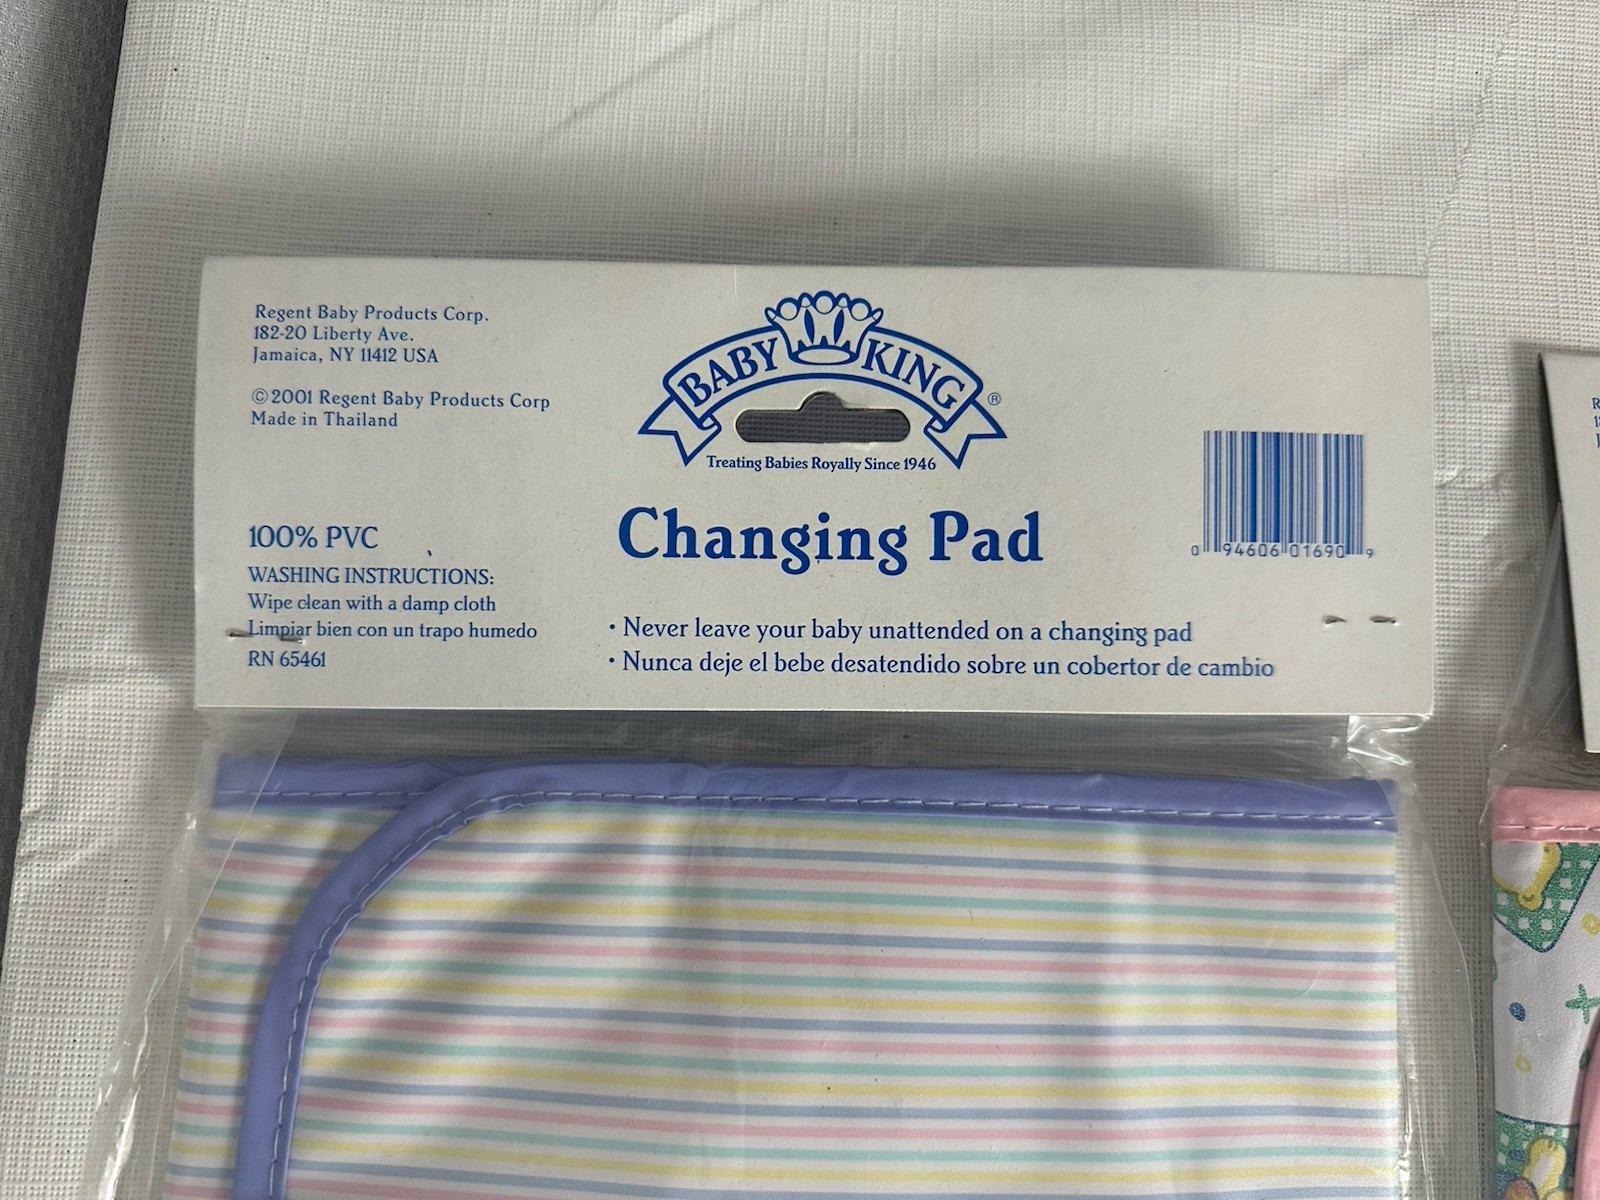 Regent Baby Products Corp.
182-20 Liberty Ave.
Jamaica, NY 11412 USA
©2001 Regent Baby Products Corp
Made in Thailand
100% PVC
WASHING INSTRUCTIONS:
Wipe clean with a damp cloth
Limpiar bien con un trapo humedo
RN 65461
BABY KING®
Treating Babies Royally Since 1946
Changing Pad
• Never leave your baby unattended on a changing pad
• Nunca deje el bebe desatendido sobre un cobertor de cambio
0 94606 01690 9